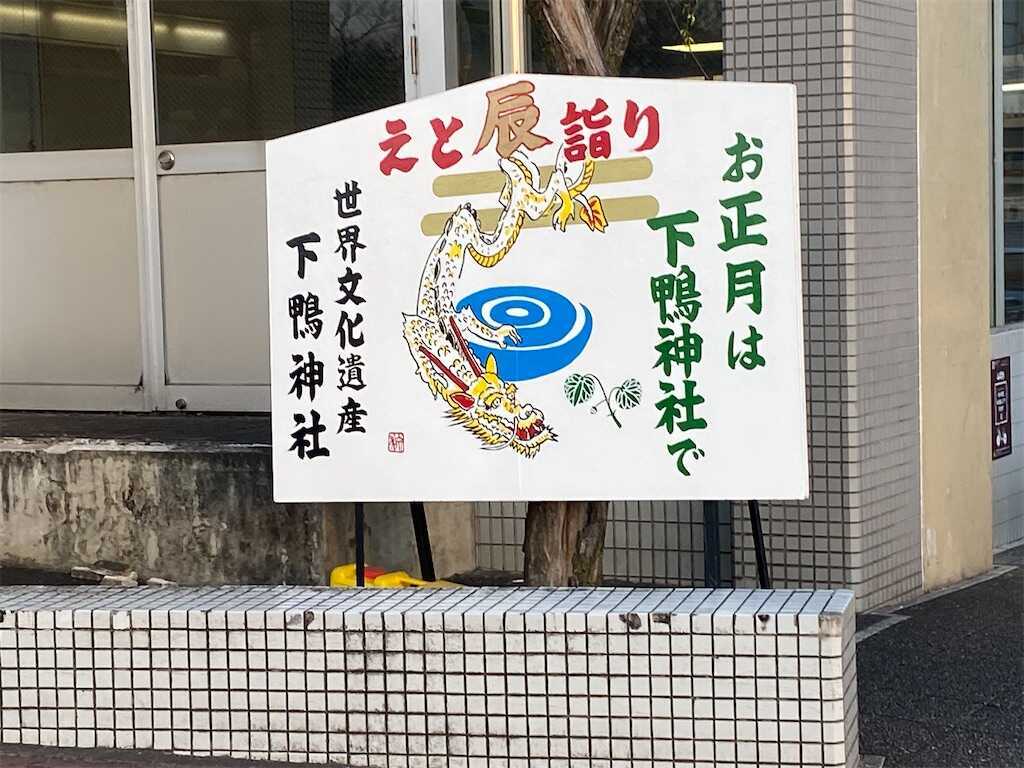 えと辰詣り
お正月は
下鴨神社で
世界文化遺産
下鴨神社